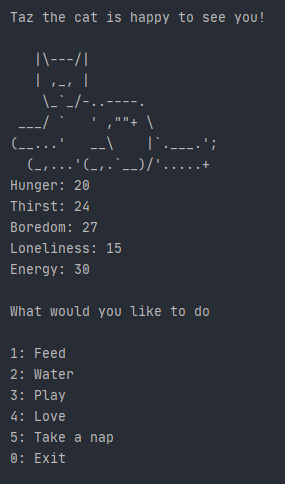 Taz the cat is happy to see you!

   |\---/|
   | ,_, |
    \_`_/-..----.
 ___/ `   ' ,""+ \
(__...'   __\    |`.___.';
  (_,...'(_,.`__)/'.....+
Hunger: 20
Thirst: 24
Boredom: 27
Loneliness: 15
Energy: 30

What would you like to do

1: Feed
2: Water
3: Play
4: Love
5: Take a nap
0: Exit